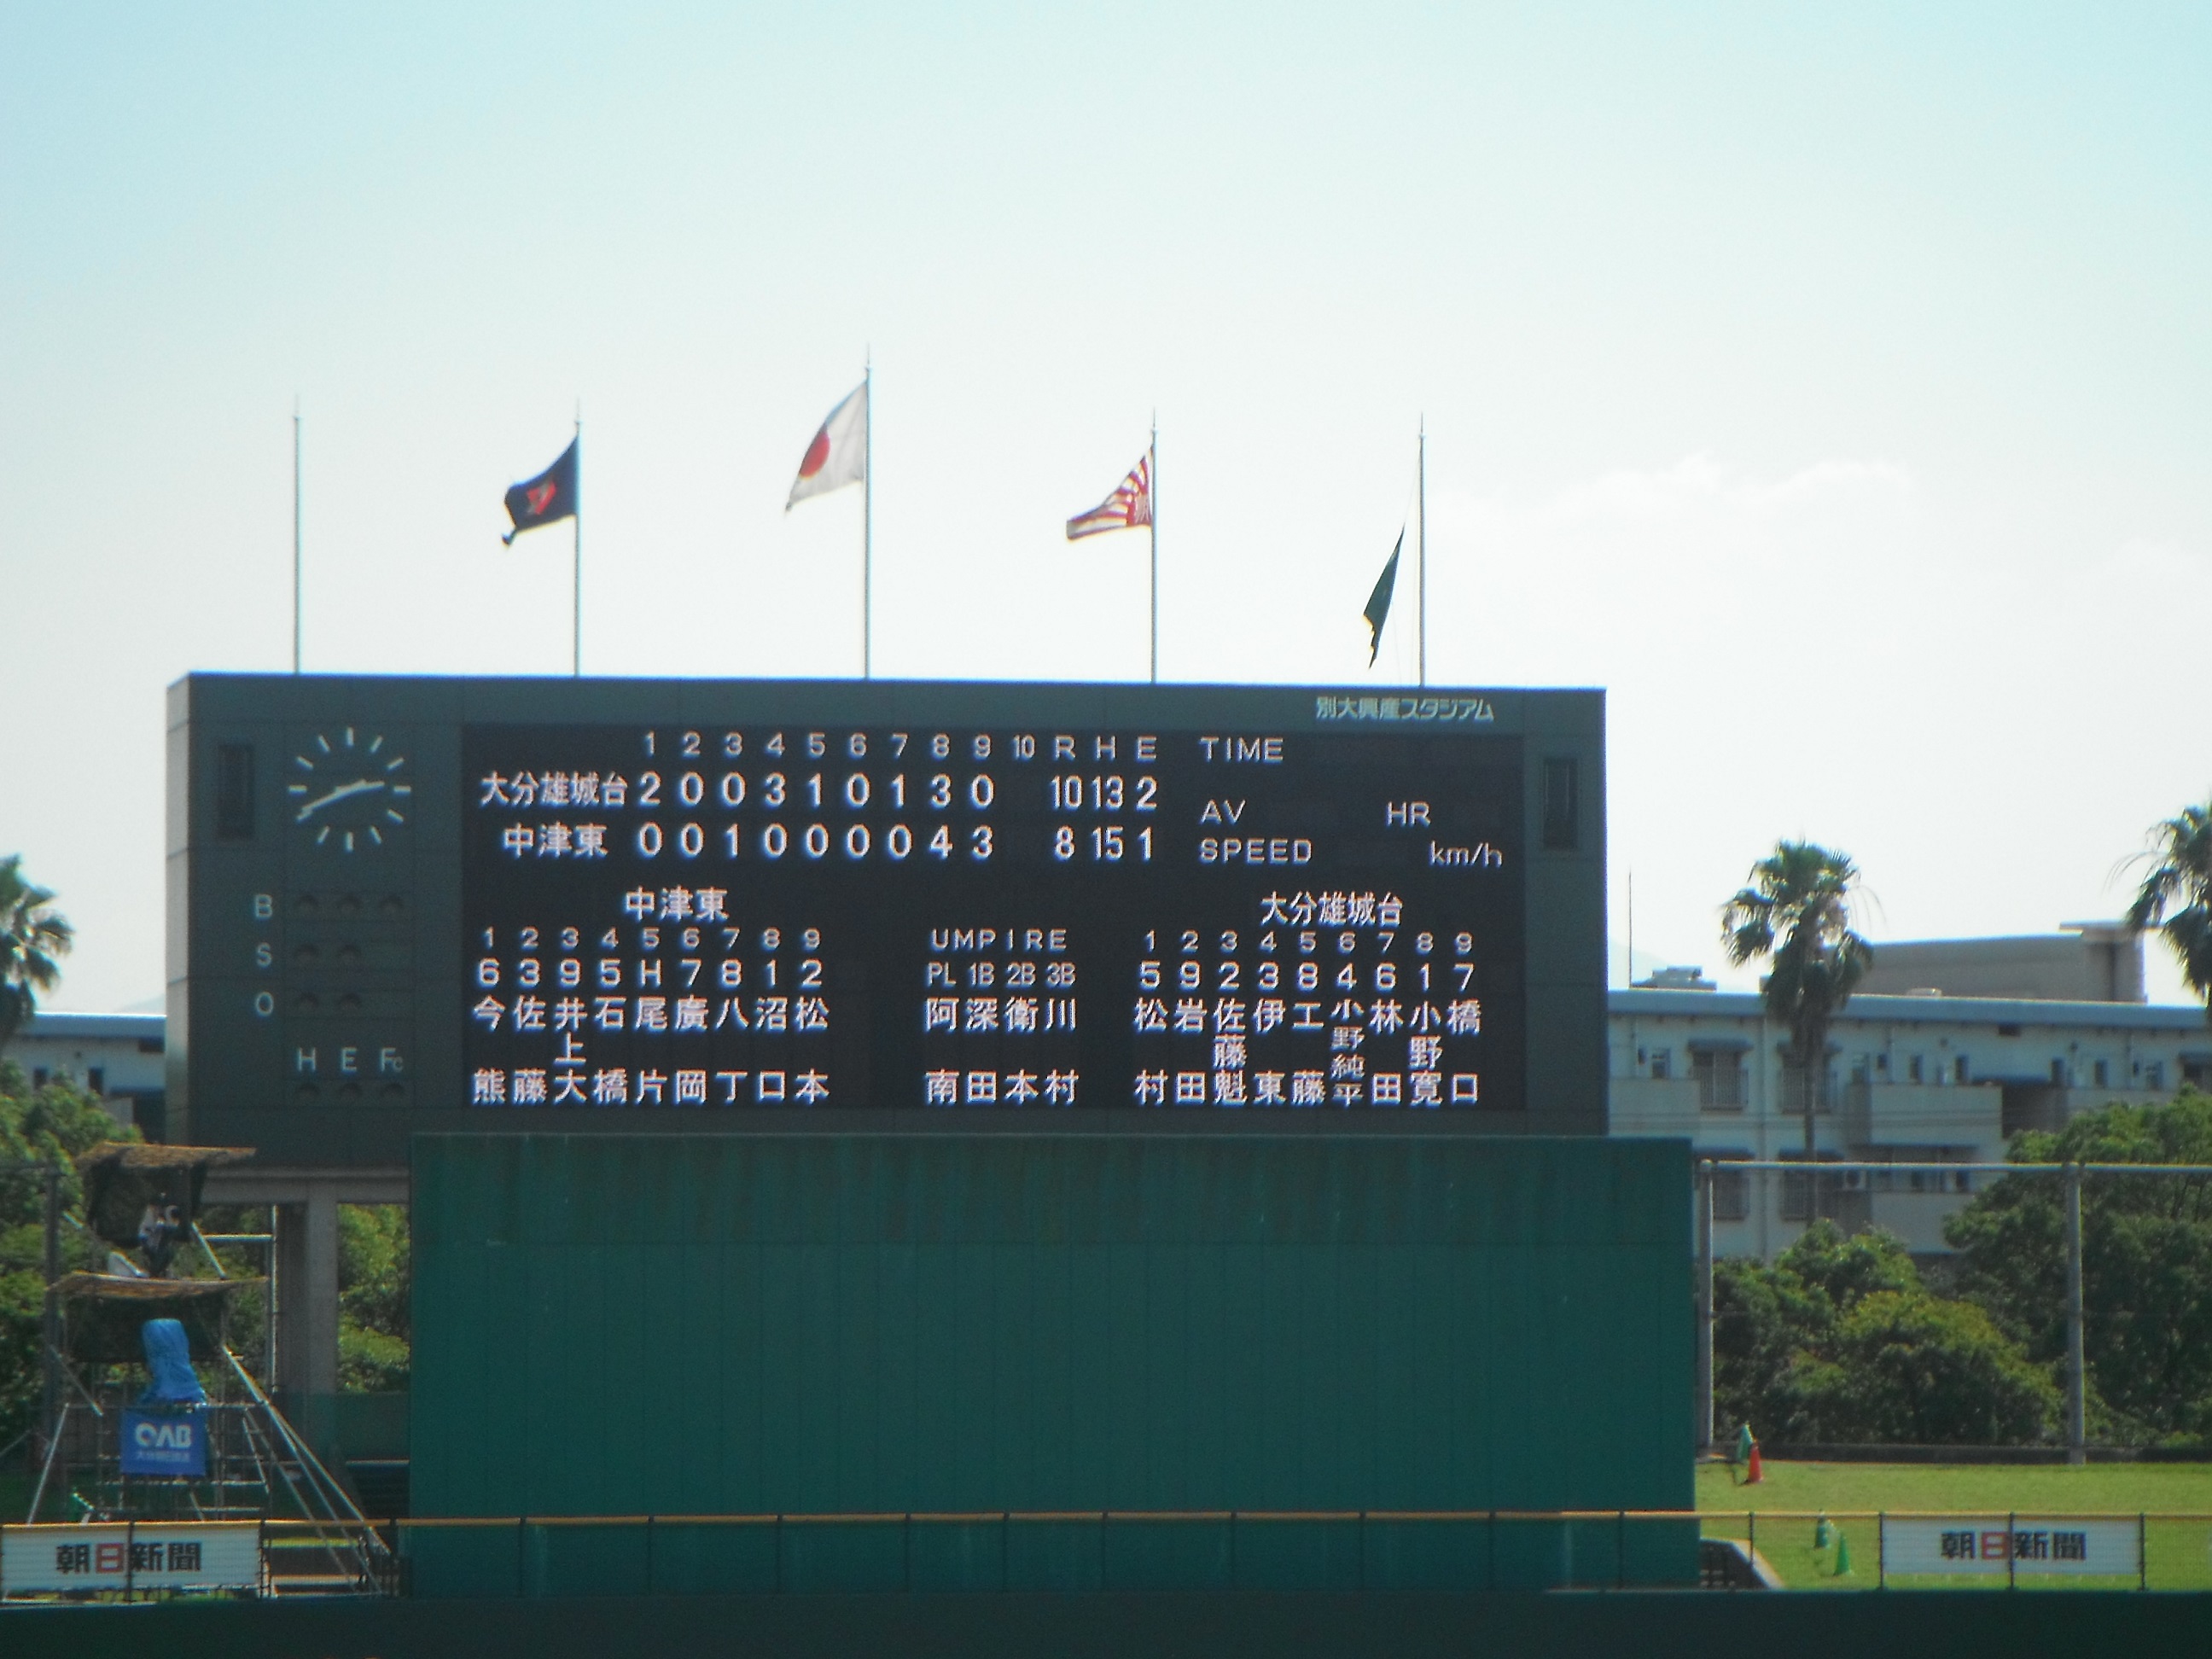 別大興産スタジアム
1 2 3 4 5 6 7 8 9 10 R H E TIME
大分雄城台 2 0 0 3 1 0 1 3 0 10 13 2
AV HR
中津東 0 0 1 0 0 0 0 4 3 8 15 1
SPEED km/h
B
S
O
H E Fc
中津東
1 2 3 4 5 6 7 8 9
6 3 9 5 H 7 8 1 2
今熊 佐藤 井上大 石橋 尾片 廣岡 八丁 沼口 松本
UMPIRE
PL 1B 2B 3B
阿南 深田 衛本 川村
大分雄城台
1 2 3 4 5 6 7 8 9
5 9 2 3 8 4 6 1 7
松村 岩田 佐藤魁 伊東 工藤 小野純平 林田 小野寛 橋口
OAB
大分朝日放送
朝日新聞
朝日新聞